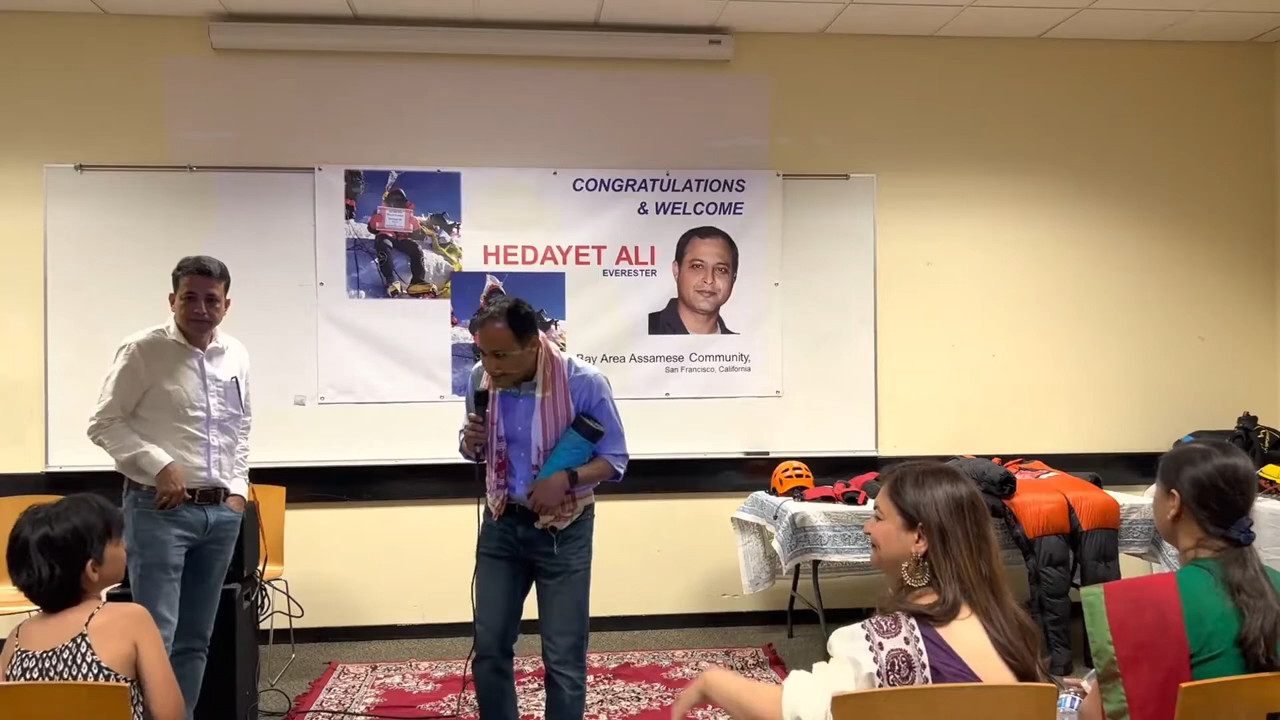 CONGRATULATIONS
& WELCOME
HEDAYET ALI
EVERESTER
Bay Area Assamese Community,
San Francisco, California